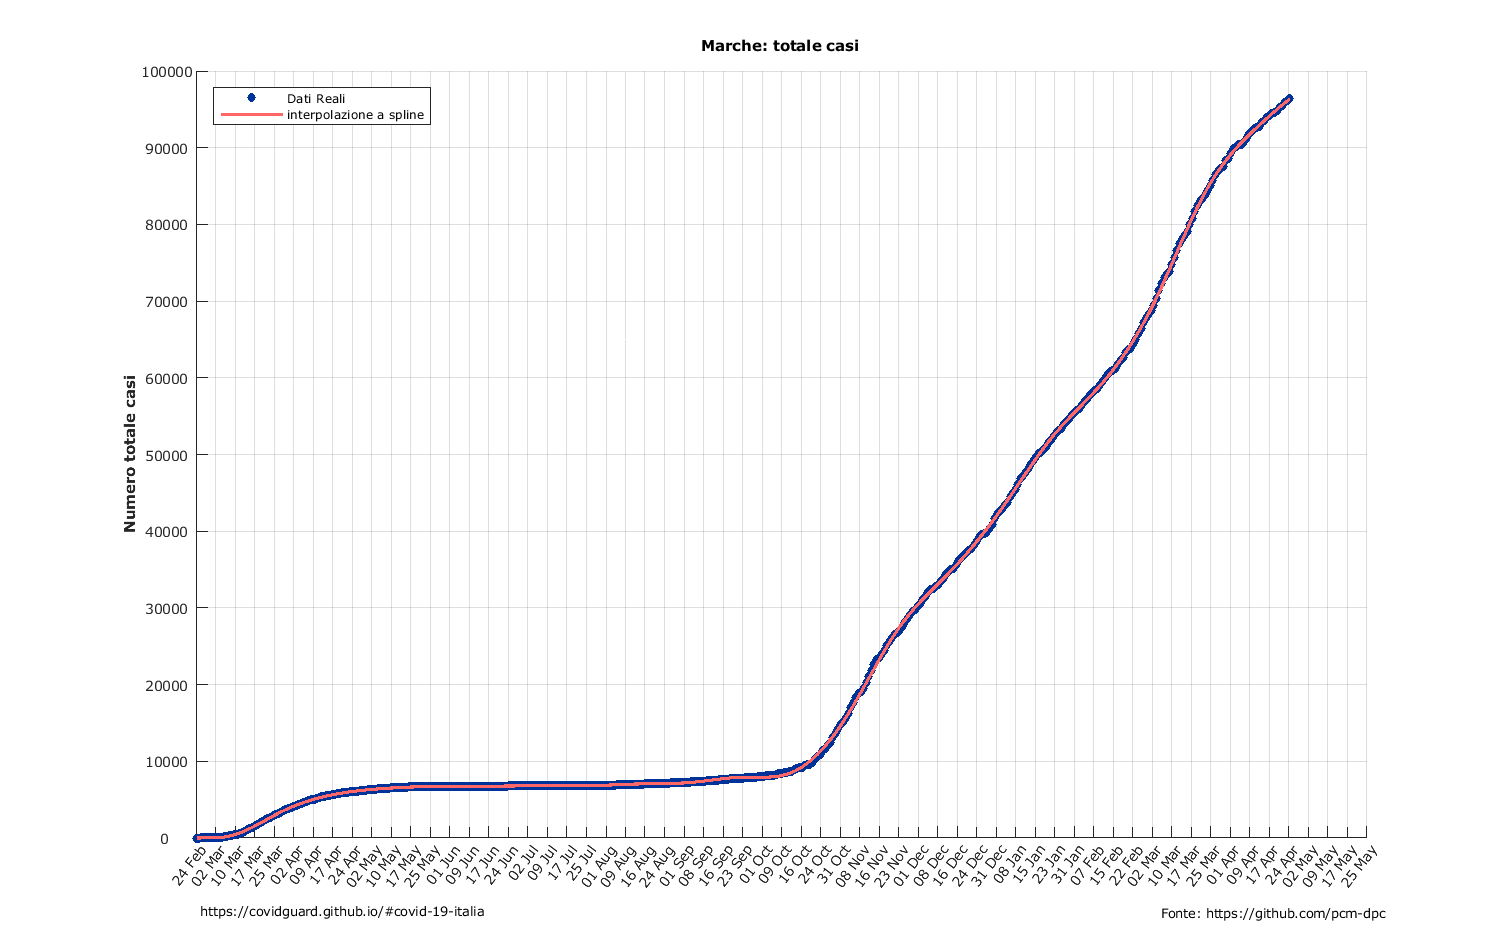 Marche: totale casi
Numero totale casi
100000
90000
80000
70000
60000
50000
40000
30000
20000
10000
0
Dati Reali
interpolazione a spline
24 Feb
02 Mar
10 Mar
17 Mar
25 Mar
02 Apr
09 Apr
17 Apr
24 Apr
02 May
10 May
17 May
25 May
01 Jun
09 Jun
17 Jun
24 Jun
02 Jul
09 Jul
17 Jul
25 Jul
01 Aug
09 Aug
16 Aug
24 Aug
01 Sep
08 Sep
16 Sep
23 Sep
01 Oct
09 Oct
16 Oct
24 Oct
31 Oct
08 Nov
16 Nov
23 Nov
01 Dec
08 Dec
16 Dec
24 Dec
31 Dec
08 Jan
15 Jan
23 Jan
31 Jan
07 Feb
15 Feb
22 Feb
02 Mar
10 Mar
17 Mar
25 Mar
01 Apr
09 Apr
17 Apr
24 Apr
02 May
09 May
17 May
25 May
https://covidguard.github.io/#covid-19-italia
Fonte: https://github.com/pcm-dpc